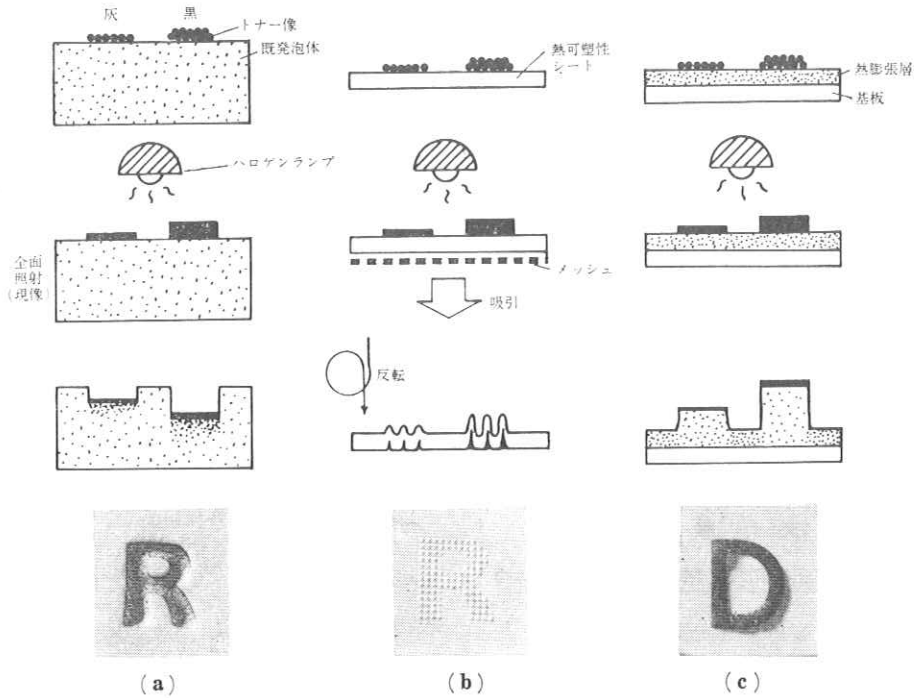 灰
黒
トナー像
既発泡体
熱可塑性
シート
熱膨張層
基板
ハロゲンランプ
全面
照射
(現像)
メッシュ
吸引
反転
R
R
D
(a)
(b)
(c)